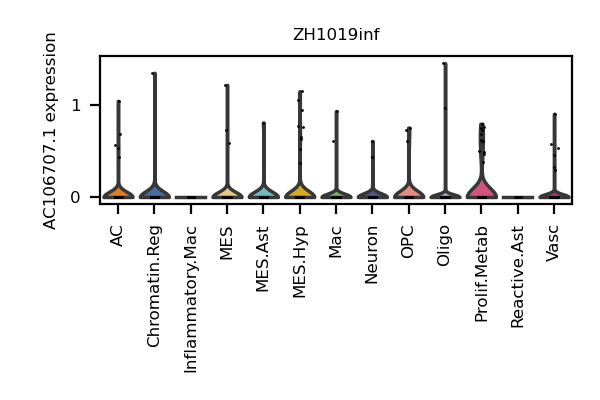 ZH1019inf
AC106707.1 expression
1
0
AC
Chromatin.Reg
Inflammatory.Mac
MES
MES.Ast
MES.Hyp
Mac
Neuron
OPC
Oligo
Prolif.Metab
Reactive.Ast
Vasc